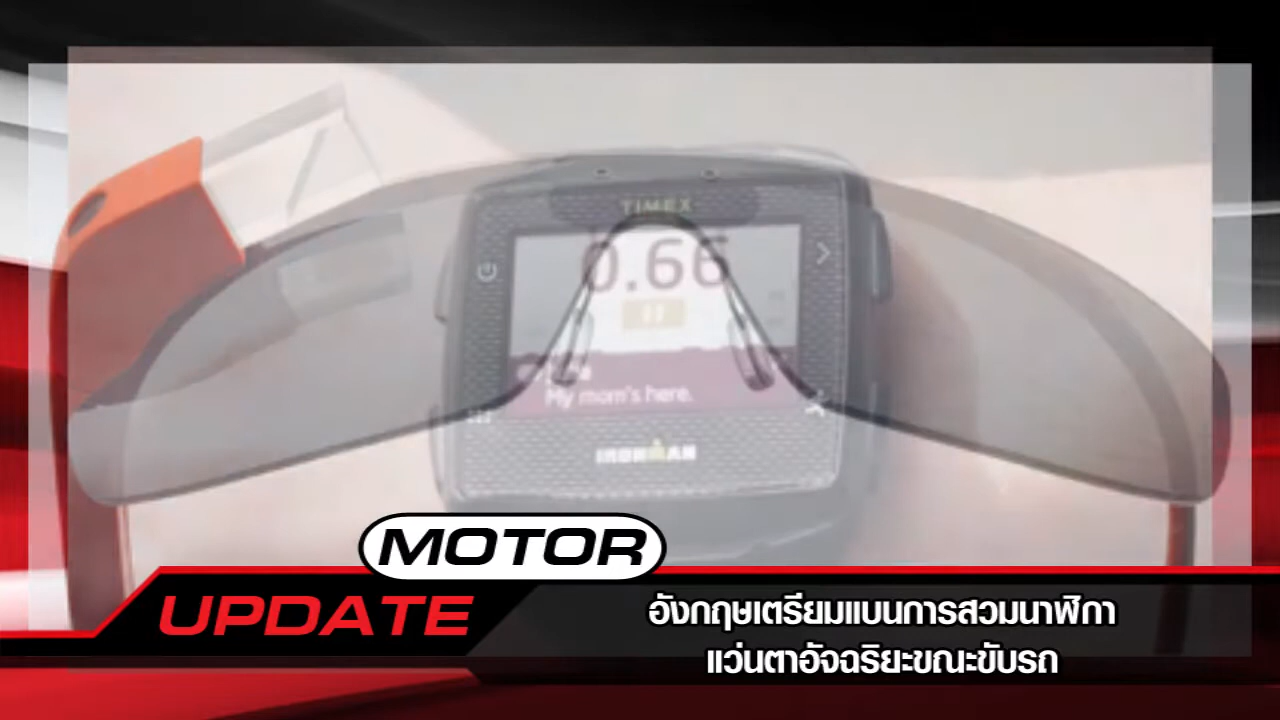 TIMEX
0.66
My mom's here.
IRONMAN
MOTOR
UPDATE
อังกฤษเตรียมแบนการสวมนาฬิกา
แว่นตาอัจฉริยะขณะขับรถ